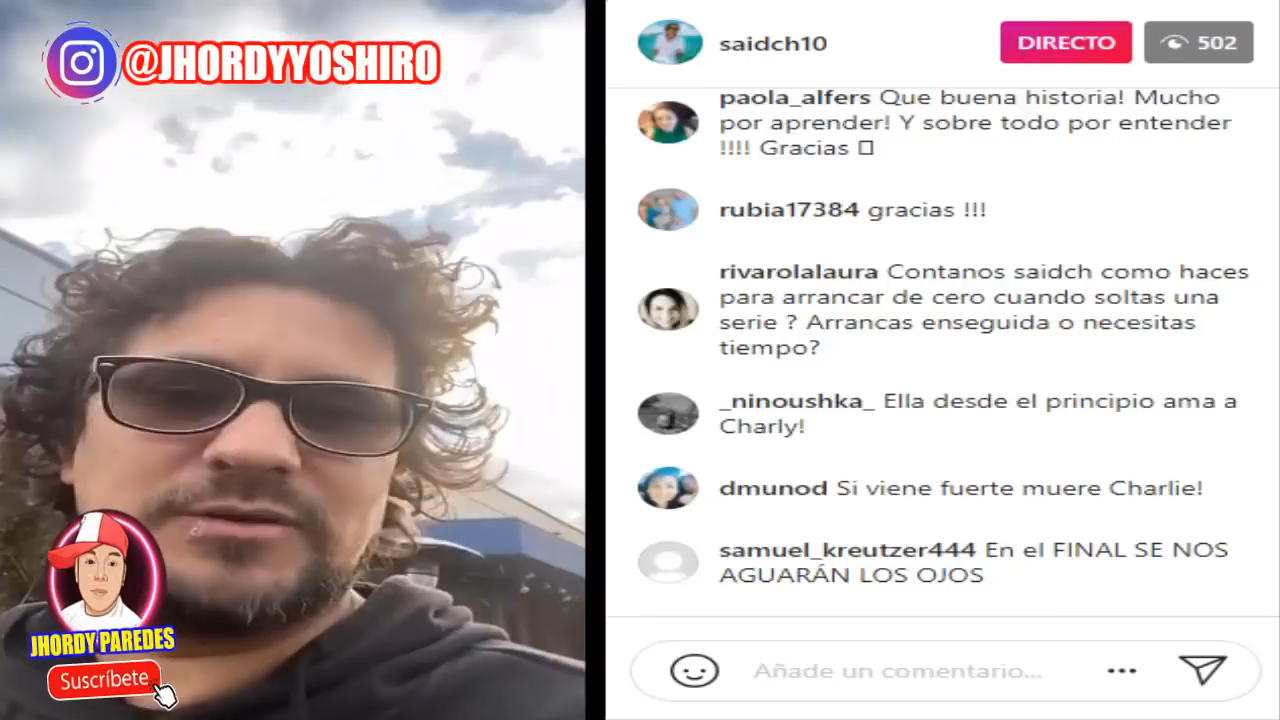 @JHORDYYOSHIRO
JHORDY PAREDES
Suscríbete
saidch10
DIRECTO
502
paola_alfers Que buena historia! Mucho
por aprender! Y sobre todo por entender
!!!! Gracias
rubia17384 gracias !!!
rivarolalaura Contanos saidch como haces
para arrancar de cero cuando soltas una
serie ? Arrancas enseguida o necesitas
tiempo?
_ninoushka_ Ella desde el principio ama a
Charly!
dmunod Si viene fuerte muere Charlie!
samuel_kreutzer444 En el FINAL SE NOS
AGUARÁN LOS OJOS
Añade un comentario...